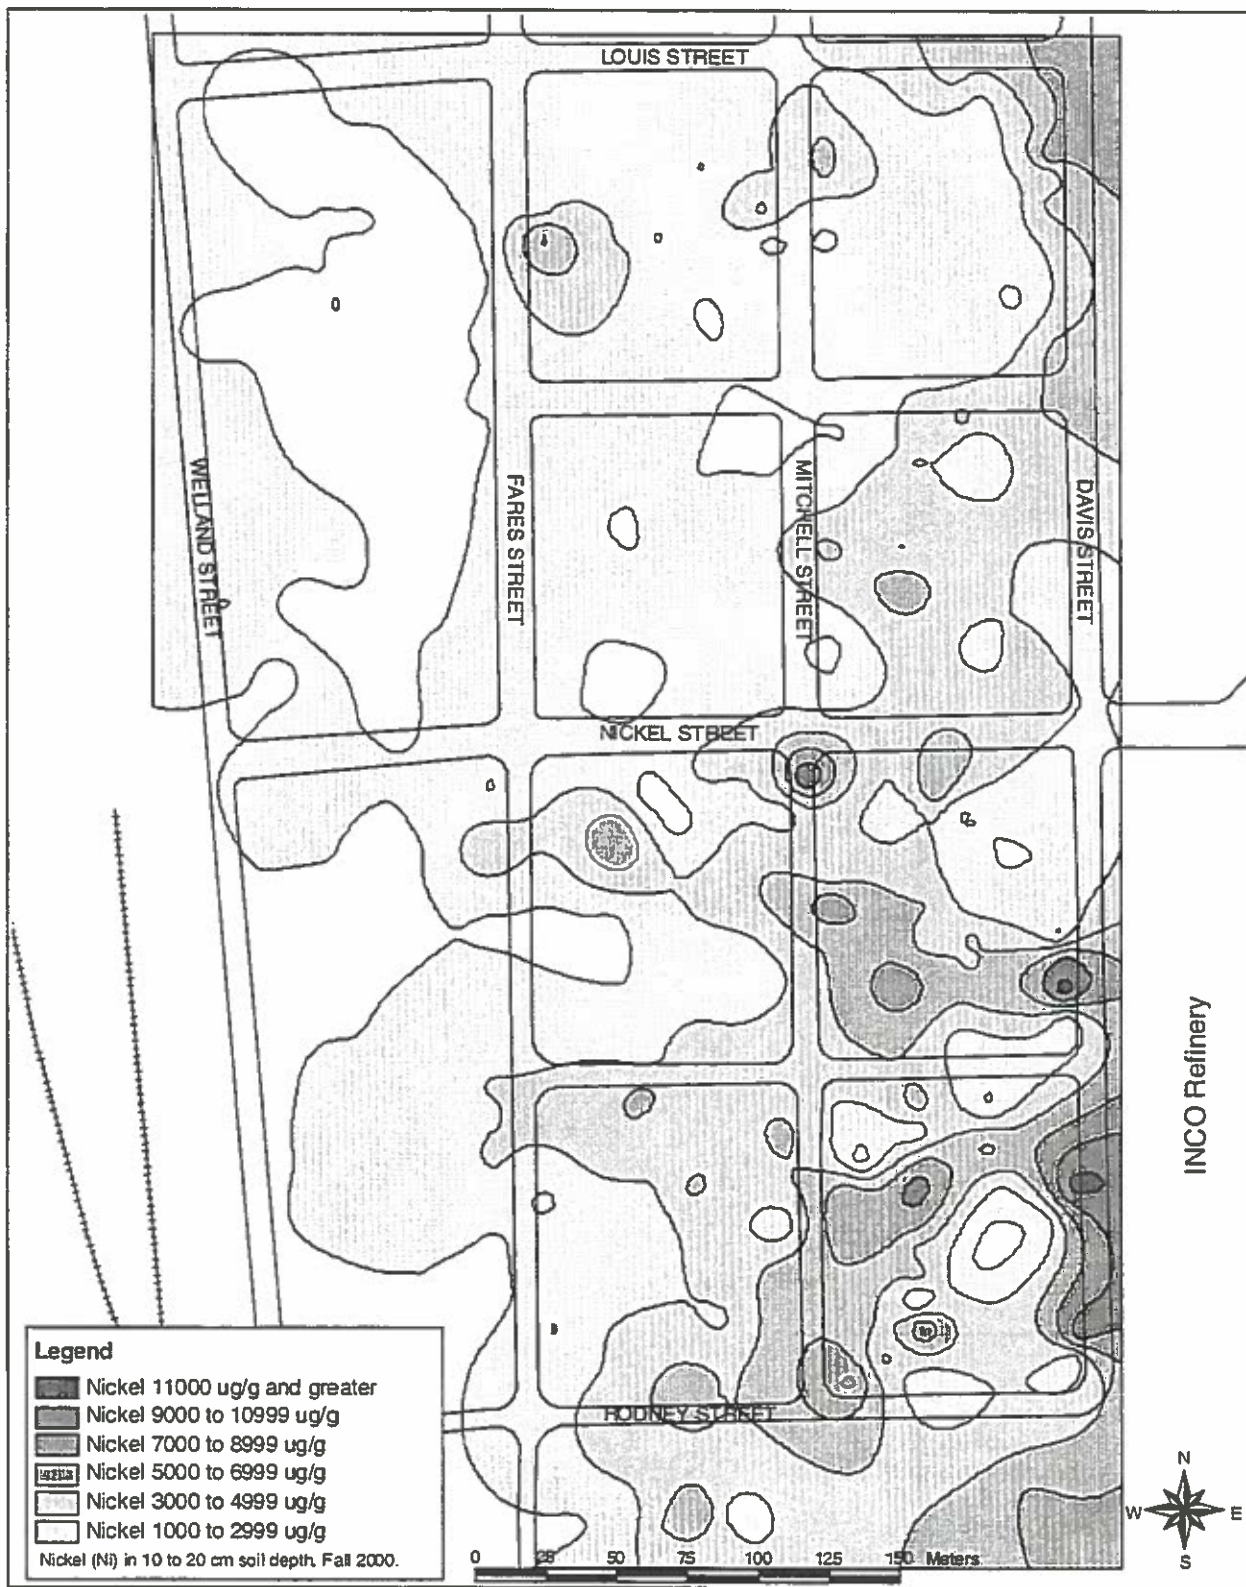 LOUIS STREET
WELLAND STREET
FARES STREET
MITCHELL STREET
DAVIS STREET
NICKEL STREET
INCO Refinery
RODNEY STREET
Legend
Nickel 11000 ug/g and greater
Nickel 9000 to 10999 ug/g
Nickel 7000 to 8999 ug/g
Nickel 5000 to 6999 ug/g
Nickel 3000 to 4999 ug/g
Nickel 1000 to 2999 ug/g
Nickel (Ni) in 10 to 20 cm soil depth, Fall 2000.
0 25 50 75 100 125 150 Meters
N
W E
S